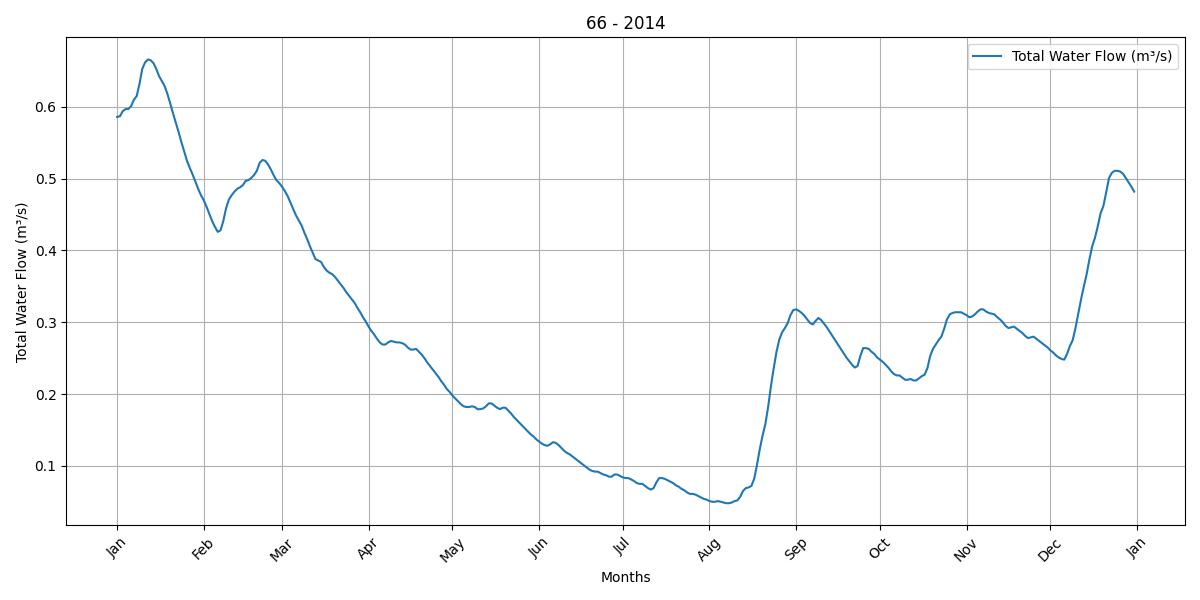 66 - 2014
Total Water Flow (m³/s)
Total Water Flow (m³/s)
0.6
0.5
0.4
0.3
0.2
0.1
Jan
Feb
Mar
Apr
May
Jun
Jul
Aug
Sep
Oct
Nov
Dec
Jan
Months